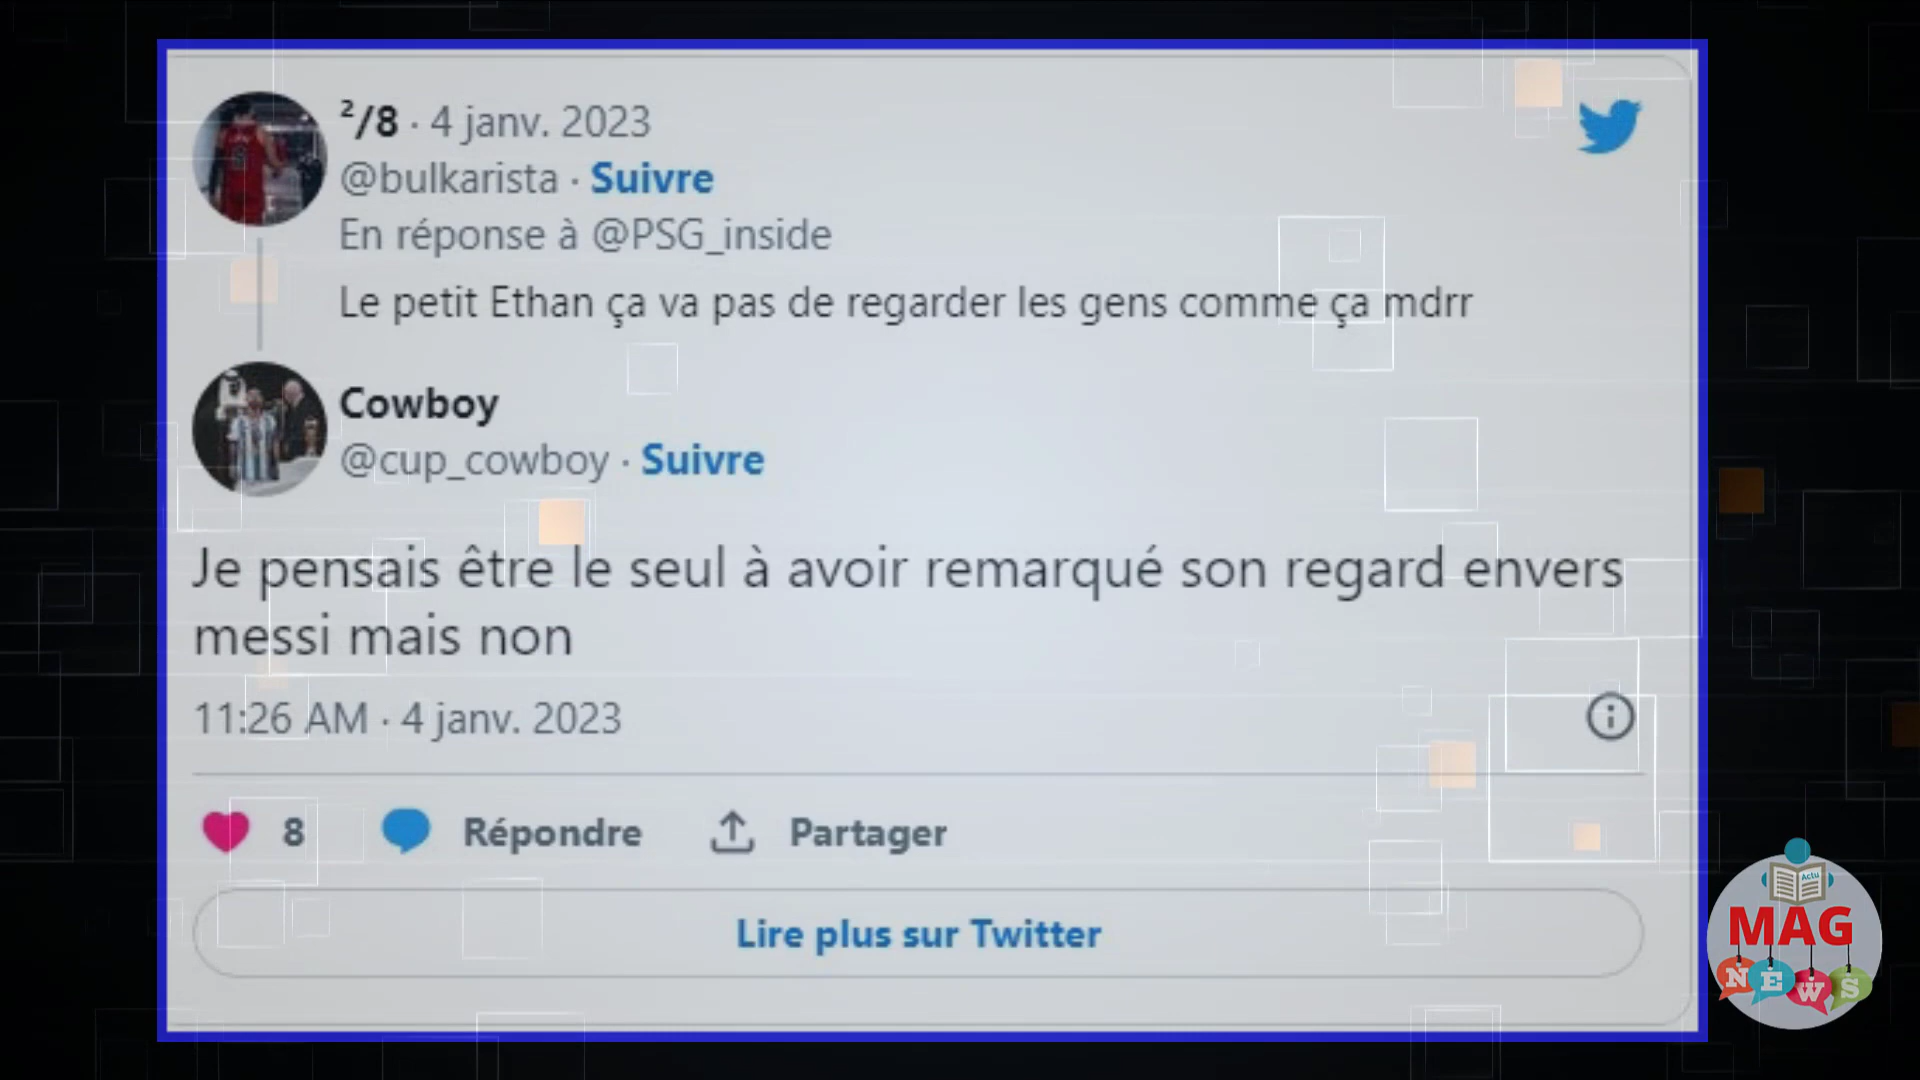 ²/8 · 4 janv. 2023
@bulkarista · Suivre
En réponse à @PSG_inside
Le petit Ethan ça va pas de regarder les gens comme ça mdrr
Cowboy
@cup_cowboy · Suivre
Je pensais être le seul à avoir remarqué son regard envers
messi mais non
11:26 AM · 4 janv. 2023
8 Répondre Partager
Lire plus sur Twitter
Actu
MAG
NEWS